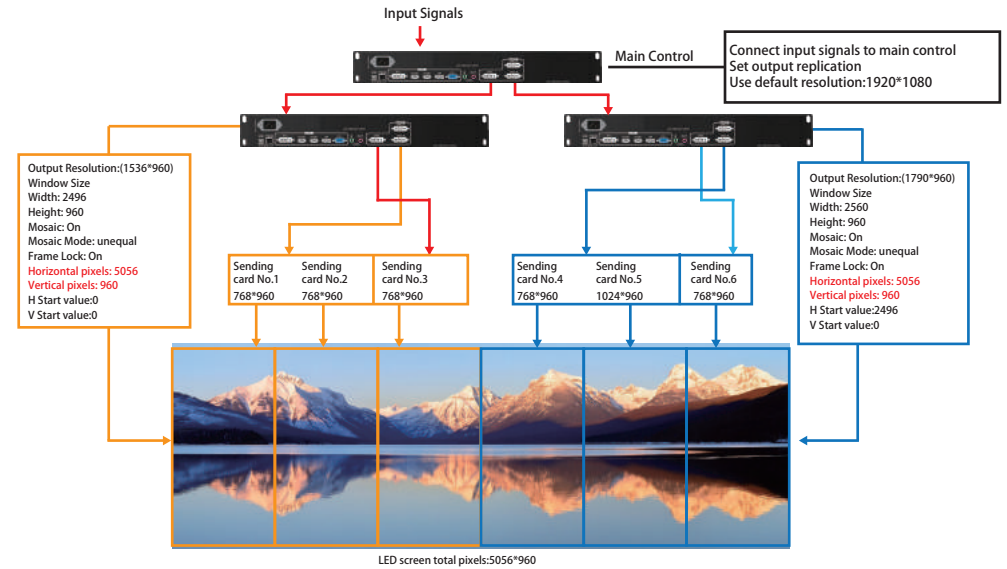 Input Signals
Main Control
Connect input signals to main control
Set output replication
Use default resolution:1920*1080
Output Resolution:(1536*960)
Window Size
Width: 2496
Height: 960
Mosaic: On
Mosaic Mode: unequal
Frame Lock: On
Horizontal pixels: 5056
Vertical pixels: 960
H Start value:0
V Start value:0
Sending card No.1
768*960
Sending card No.2
768*960
Sending card No.3
768*960
Sending card No.4
768*960
Sending card No.5
1024*960
Sending card No.6
768*960
Output Resolution:(1790*960)
Window Size
Width: 2560
Height: 960
Mosaic: On
Mosaic Mode: unequal
Frame Lock: On
Horizontal pixels: 5056
Vertical pixels: 960
H Start value:2496
V Start value:0
LED screen total pixels:5056*960